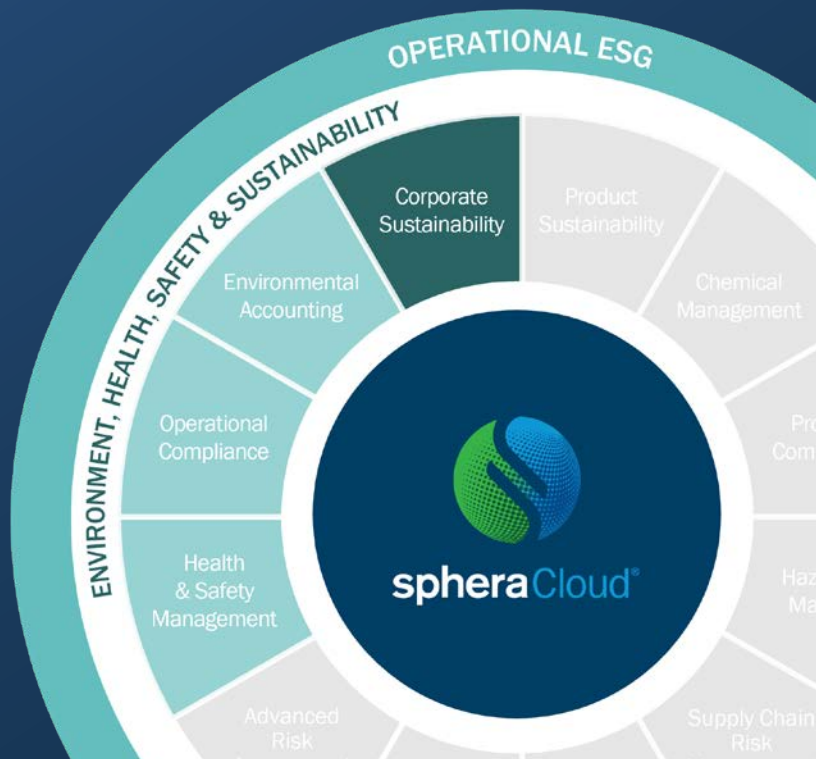 OPERATIONAL ESG
ENVIRONMENT, HEALTH, SAFETY & SUSTAINABILITY
Corporate
Sustainability
Product
Sustainability
Environmental
Accounting
Chemical
Management
Operational
Compliance
spheraCloud®
Health
& Safety
Management
Advanced
Risk
Supply Chain
Risk